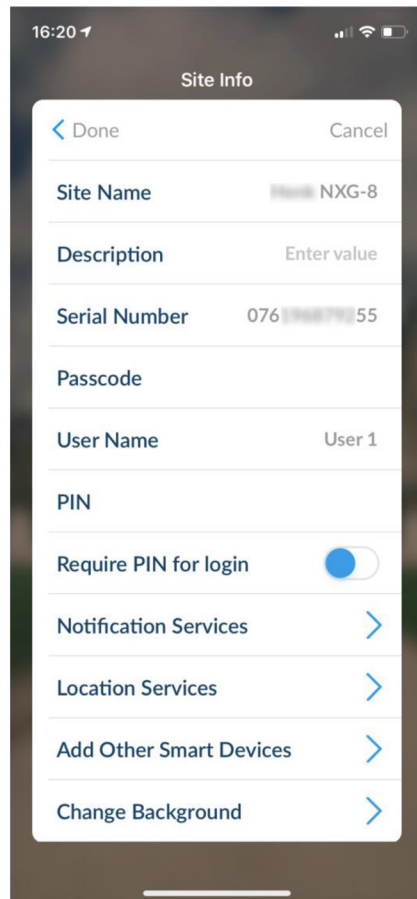 16:20
Site Info
Done Cancel
Site Name NXG-8
Description Enter value
Serial Number 076 55
Passcode
User Name User 1
PIN
Require PIN for login
Notification Services
Location Services
Add Other Smart Devices
Change Background